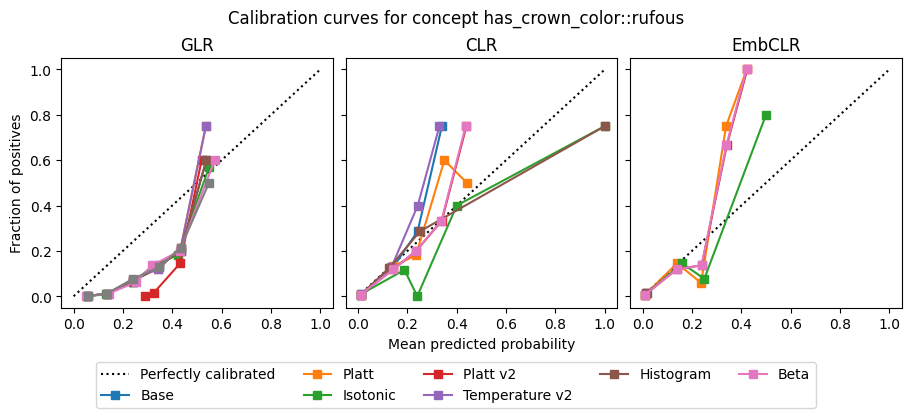 Calibration curves for concept has_crown_color::rufous
GLR
CLR
EmbCLR
Fraction of positives
1.0
0.8
0.6
0.4
0.2
0.0
0.0 0.2 0.4 0.6 0.8 1.0
0.0 0.2 0.4 0.6 0.8 1.0
0.0 0.2 0.4 0.6 0.8 1.0
Mean predicted probability
Perfectly calibrated Platt Platt v2 Histogram Beta
Base Isotonic Temperature v2